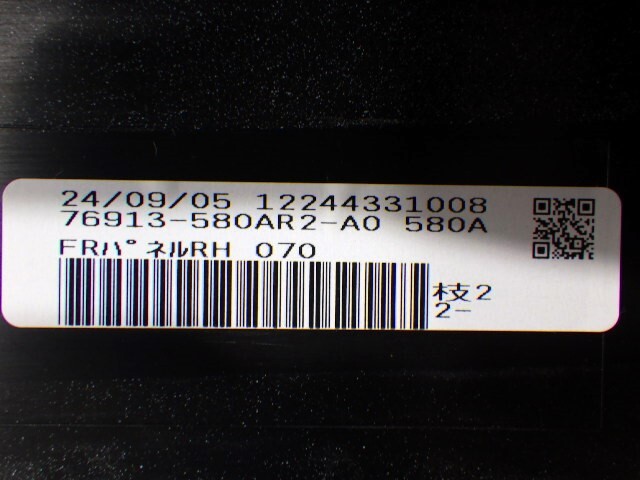 24/09/05 12244331008
76913-580AR2-A0 580A
FRﾊﾟﾈﾙRH 070
枝2
2-